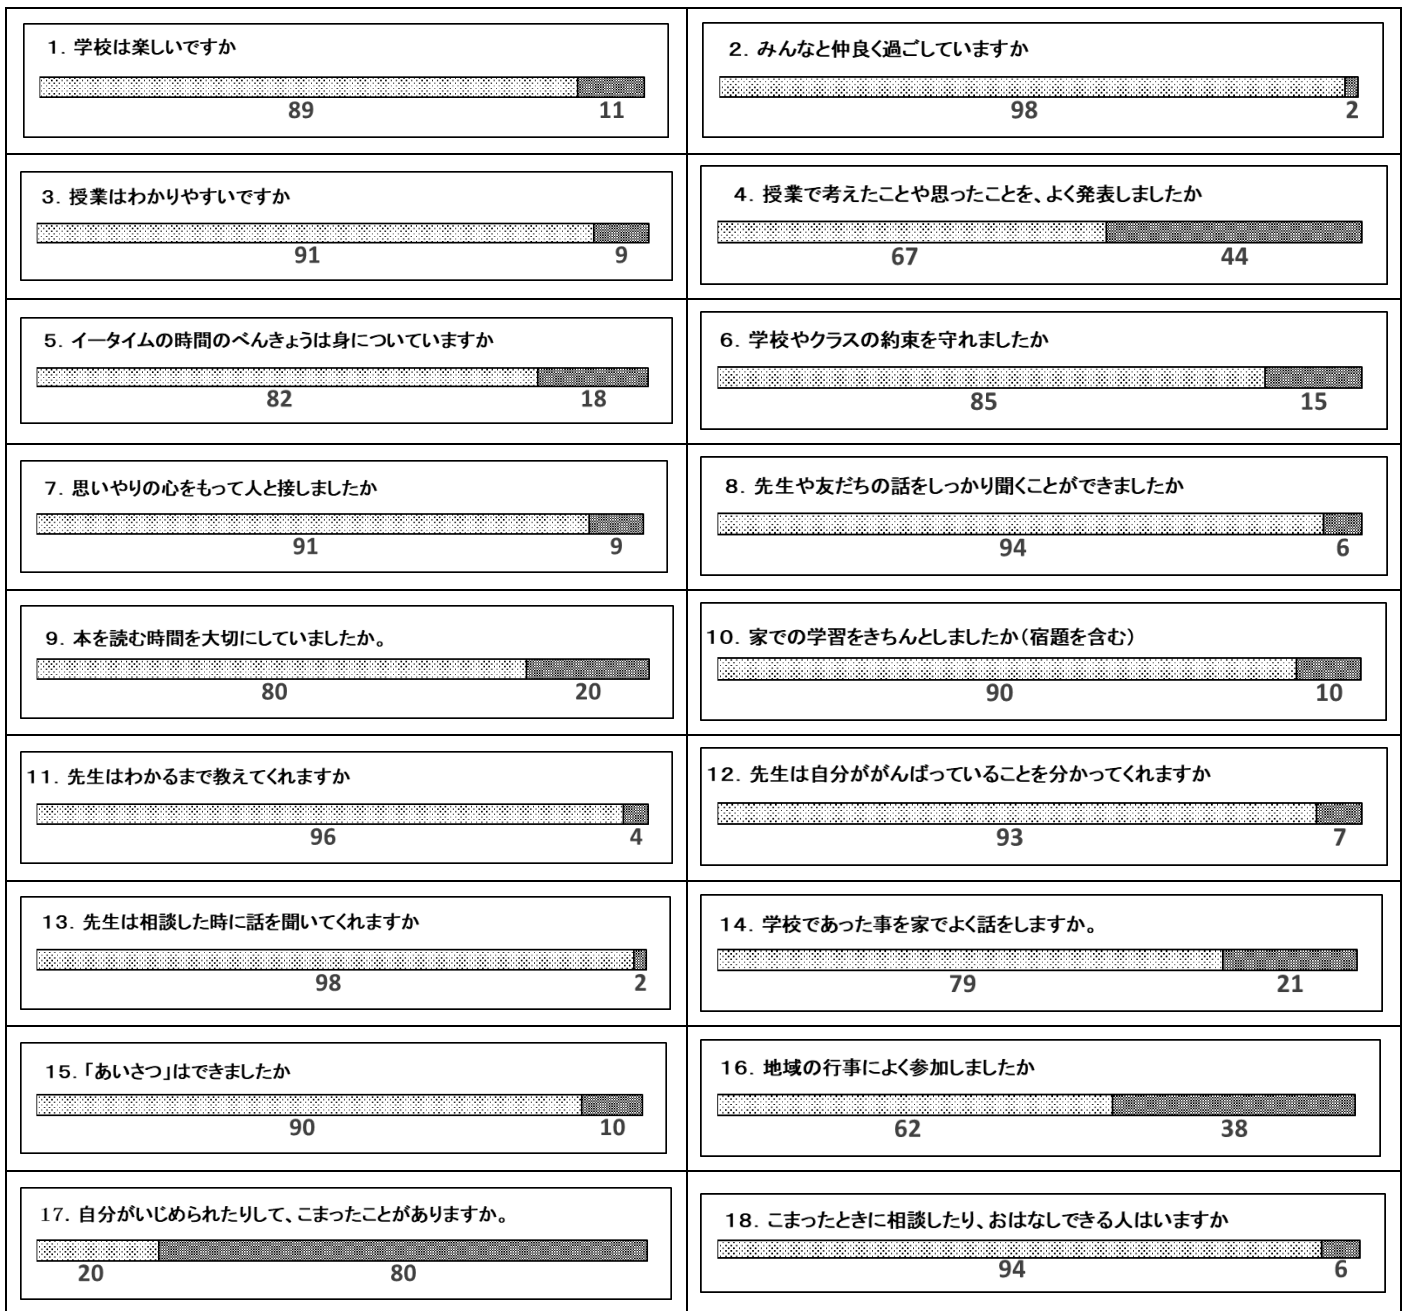 1. 学校は楽しいですか
89 11
2. みんなと仲良く過ごしていますか
98 2
3. 授業はわかりやすいですか
91 9
4. 授業で考えたことや思ったことを、よく発表しましたか
67 44
5. イータイムの時間のべんきょうは身についていますか
82 18
6. 学校やクラスの約束を守れましたか
85 15
7. 思いやりの心をもって人と接しましたか
91 9
8. 先生や友だちの話をしっかり聞くことができましたか
94 6
9. 本を読む時間を大切にしていましたか。
80 20
10. 家での学習をきちんとしましたか(宿題を含む)
90 10
11. 先生はわかるまで教えてくれますか
96 4
12. 先生は自分ががんばっていることを分かってくれますか
93 7
13. 先生は相談した時に話を聞いてくれますか
98 2
14. 学校であった事を家でよく話をしますか。
79 21
15. 「あいさつ」はできましたか
90 10
16. 地域の行事によく参加しましたか
62 38
17. 自分がいじめられたりして、こまったことがありますか。
20 80
18. こまったときに相談したり、おはなしできる人はいますか
94 6